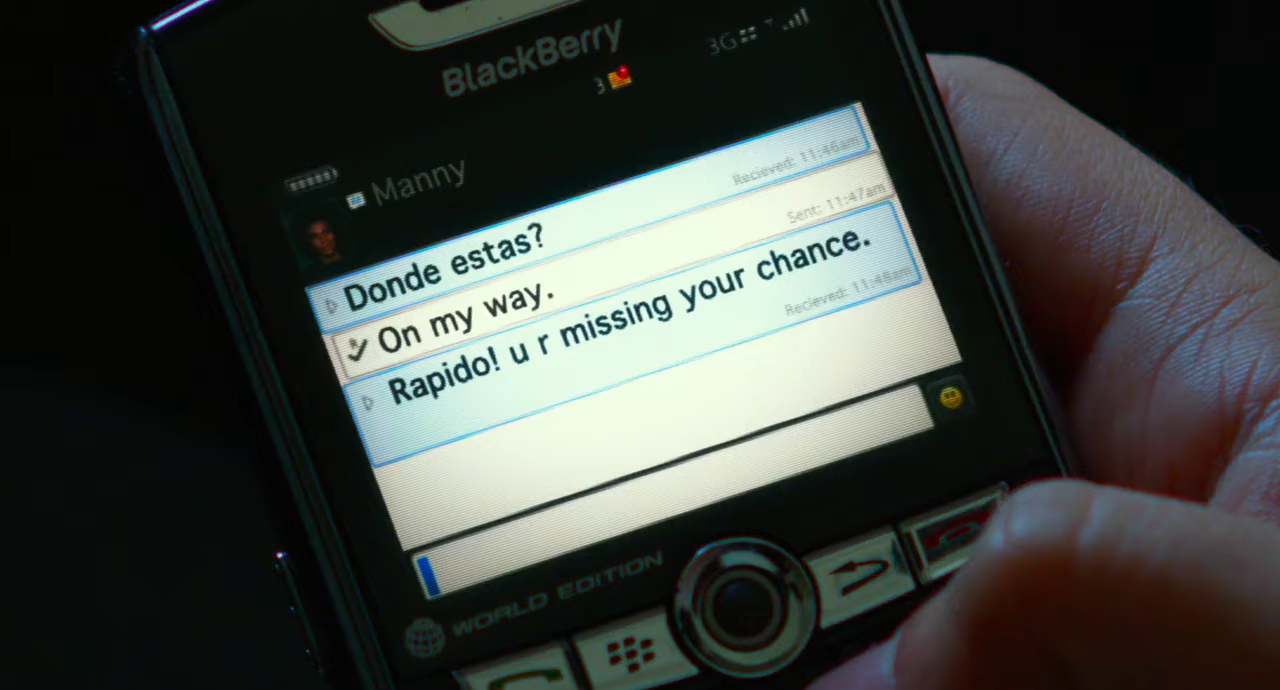 BlackBerry
3G
3
Manny
Recieved: 11:46am
Donde estas?
Sent: 11:47am
On my way.
Rapido! u r missing your chance.
Recieved: 11:48am
WORLD EDITION